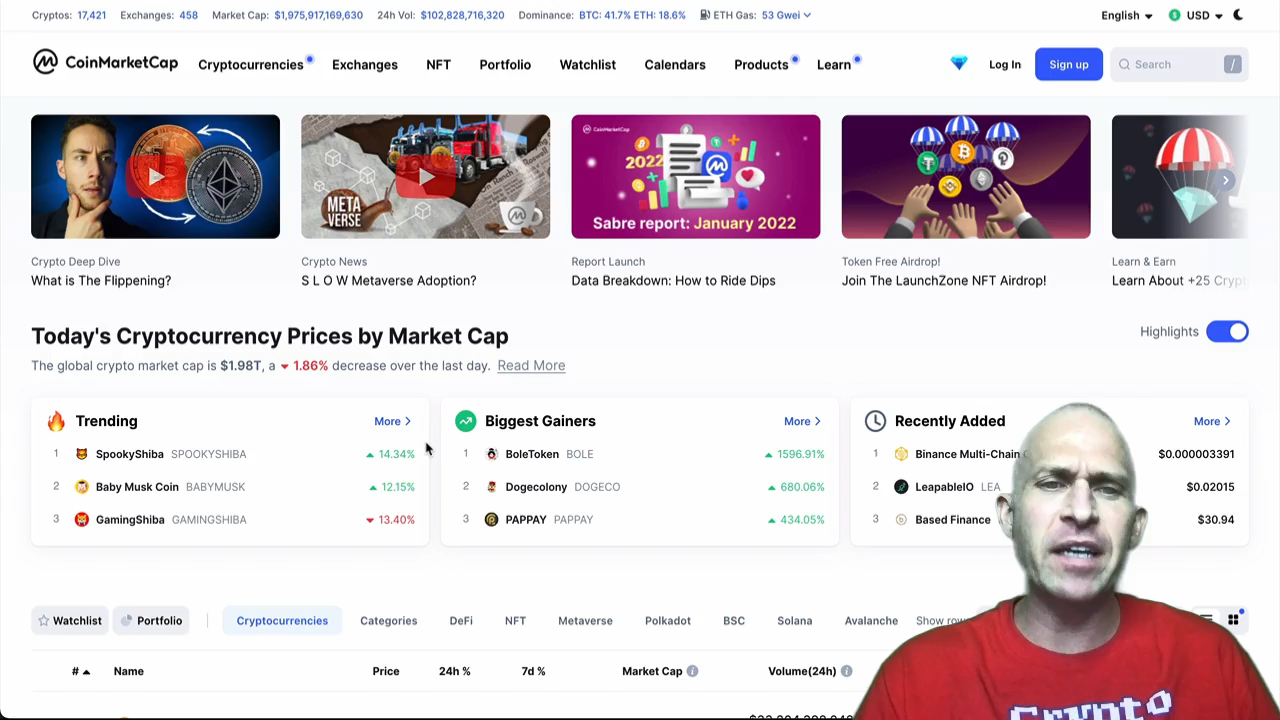 Cryptos: 17,421 Exchanges: 458 Market Cap: $1,975,917,169,630 24h Vol: $102,828,716,320 Dominance: BTC: 41.7% ETH: 18.6% ETH Gas: 53 Gwei English USD
CoinMarketCap Cryptocurrencies Exchanges NFT Portfolio Watchlist Calendars Products Learn Log In Sign up Search /
META
VERSE
CoinMarketCap
2022
Sabre report: January 2022
Crypto Deep Dive
What is The Flippening?
Crypto News
S L O W Metaverse Adoption?
Report Launch
Data Breakdown: How to Ride Dips
Token Free Airdrop!
Join The LaunchZone NFT Airdrop!
Learn & Earn
Learn About +25 Crypt
Today's Cryptocurrency Prices by Market Cap
Highlights
The global crypto market cap is $1.98T, a 1.86% decrease over the last day. Read More
Trending More
1 SpookyShiba SPOOKYSHIBA 14.34%
2 Baby Musk Coin BABYMUSK 12.15%
3 GamingShiba GAMINGSHIBA 13.40%
Biggest Gainers More
1 BoleToken BOLE 1596.91%
2 Dogecolony DOGECO 680.06%
3 PAPPAY PAPPAY 434.05%
Recently Added More
1 Binance Multi-Chain $0.000003391
2 LeapableIO LEA $0.02015
3 Based Finance $30.94
Watchlist Portfolio Cryptocurrencies Categories DeFi NFT Metaverse Polkadot BSC Solana Avalanche Show
# Name Price 24h % 7d % Market Cap Volume(24h)
Crypto